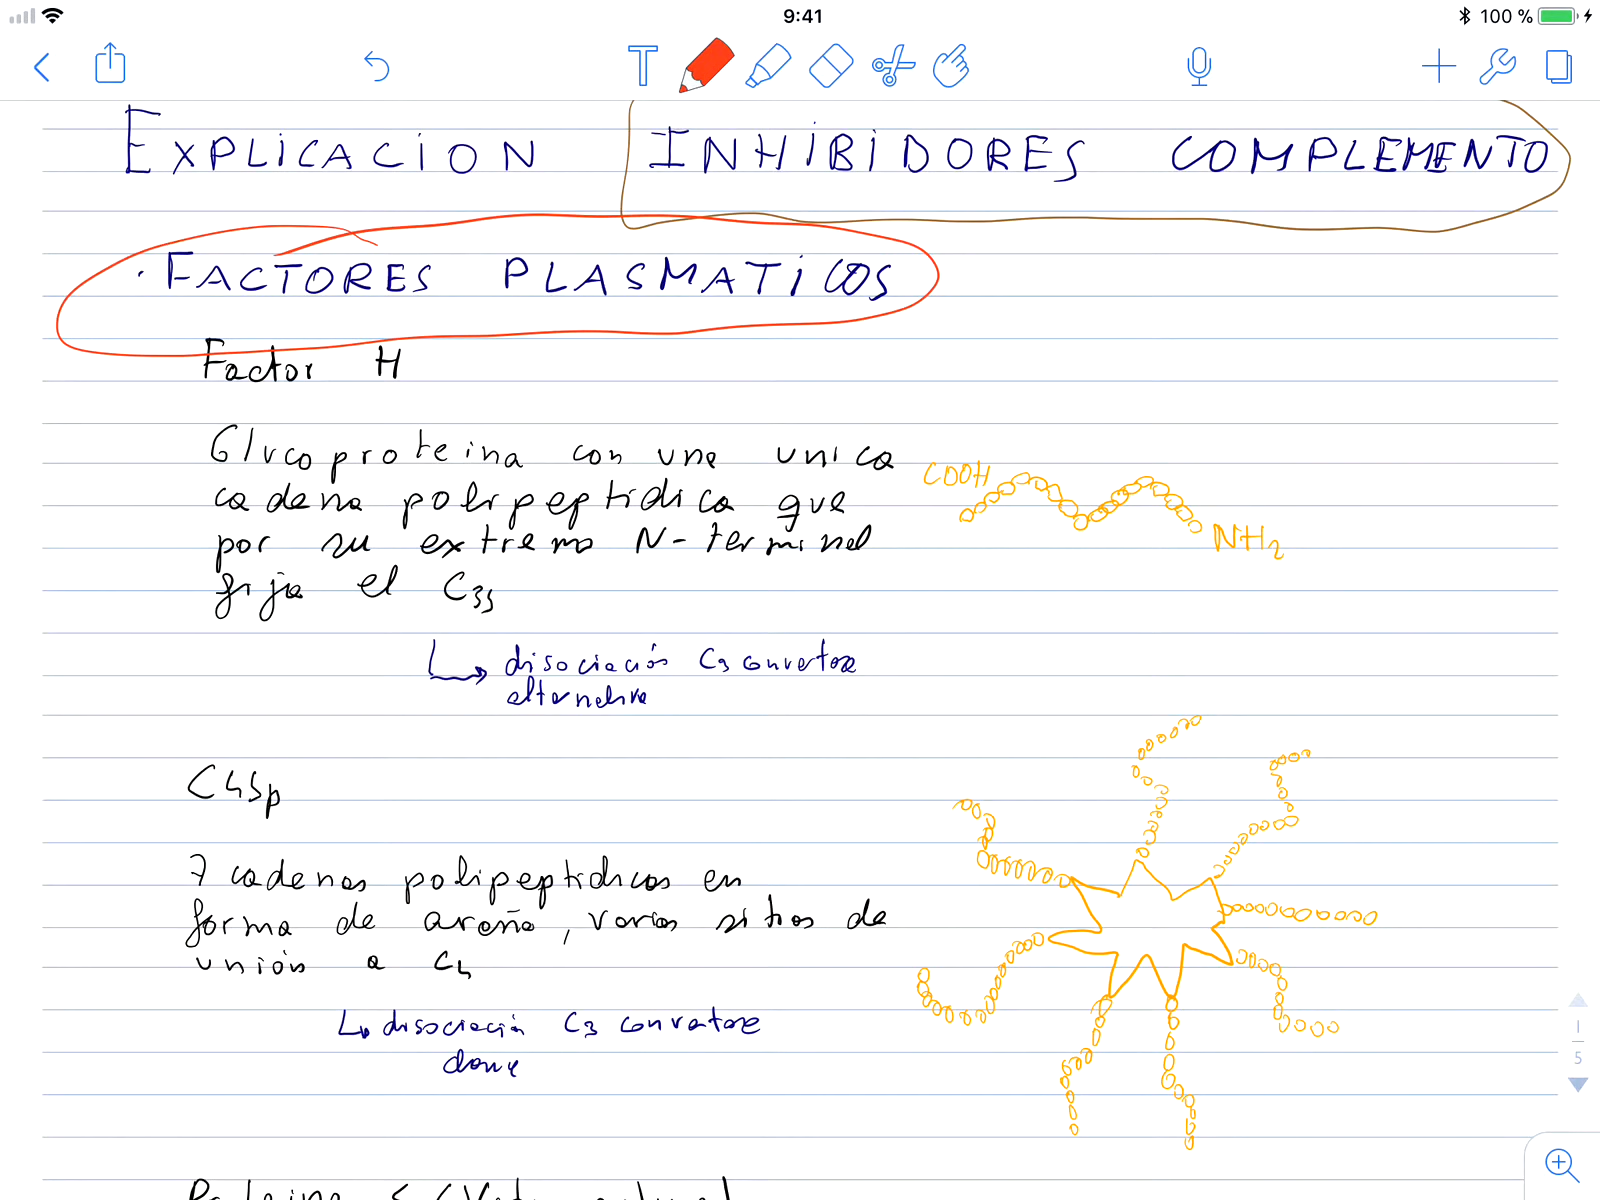 9:41
100 %
T
EXPLICACION INHIBIDORES COMPLEMENTO
· FACTORES PLASMATICOS
Factor H
Glucoproteina con una unica
cadena polipeptidica que
por su extremo N-terminal
fija el C3b
COOH
NH2
↳ disociación C3 convertasa
alternativa
C4bp
7 cadenas polipeptidicas en
forma de araña, varios sitios de
unión a C4
↳ disociación C3 convertasa
1
5